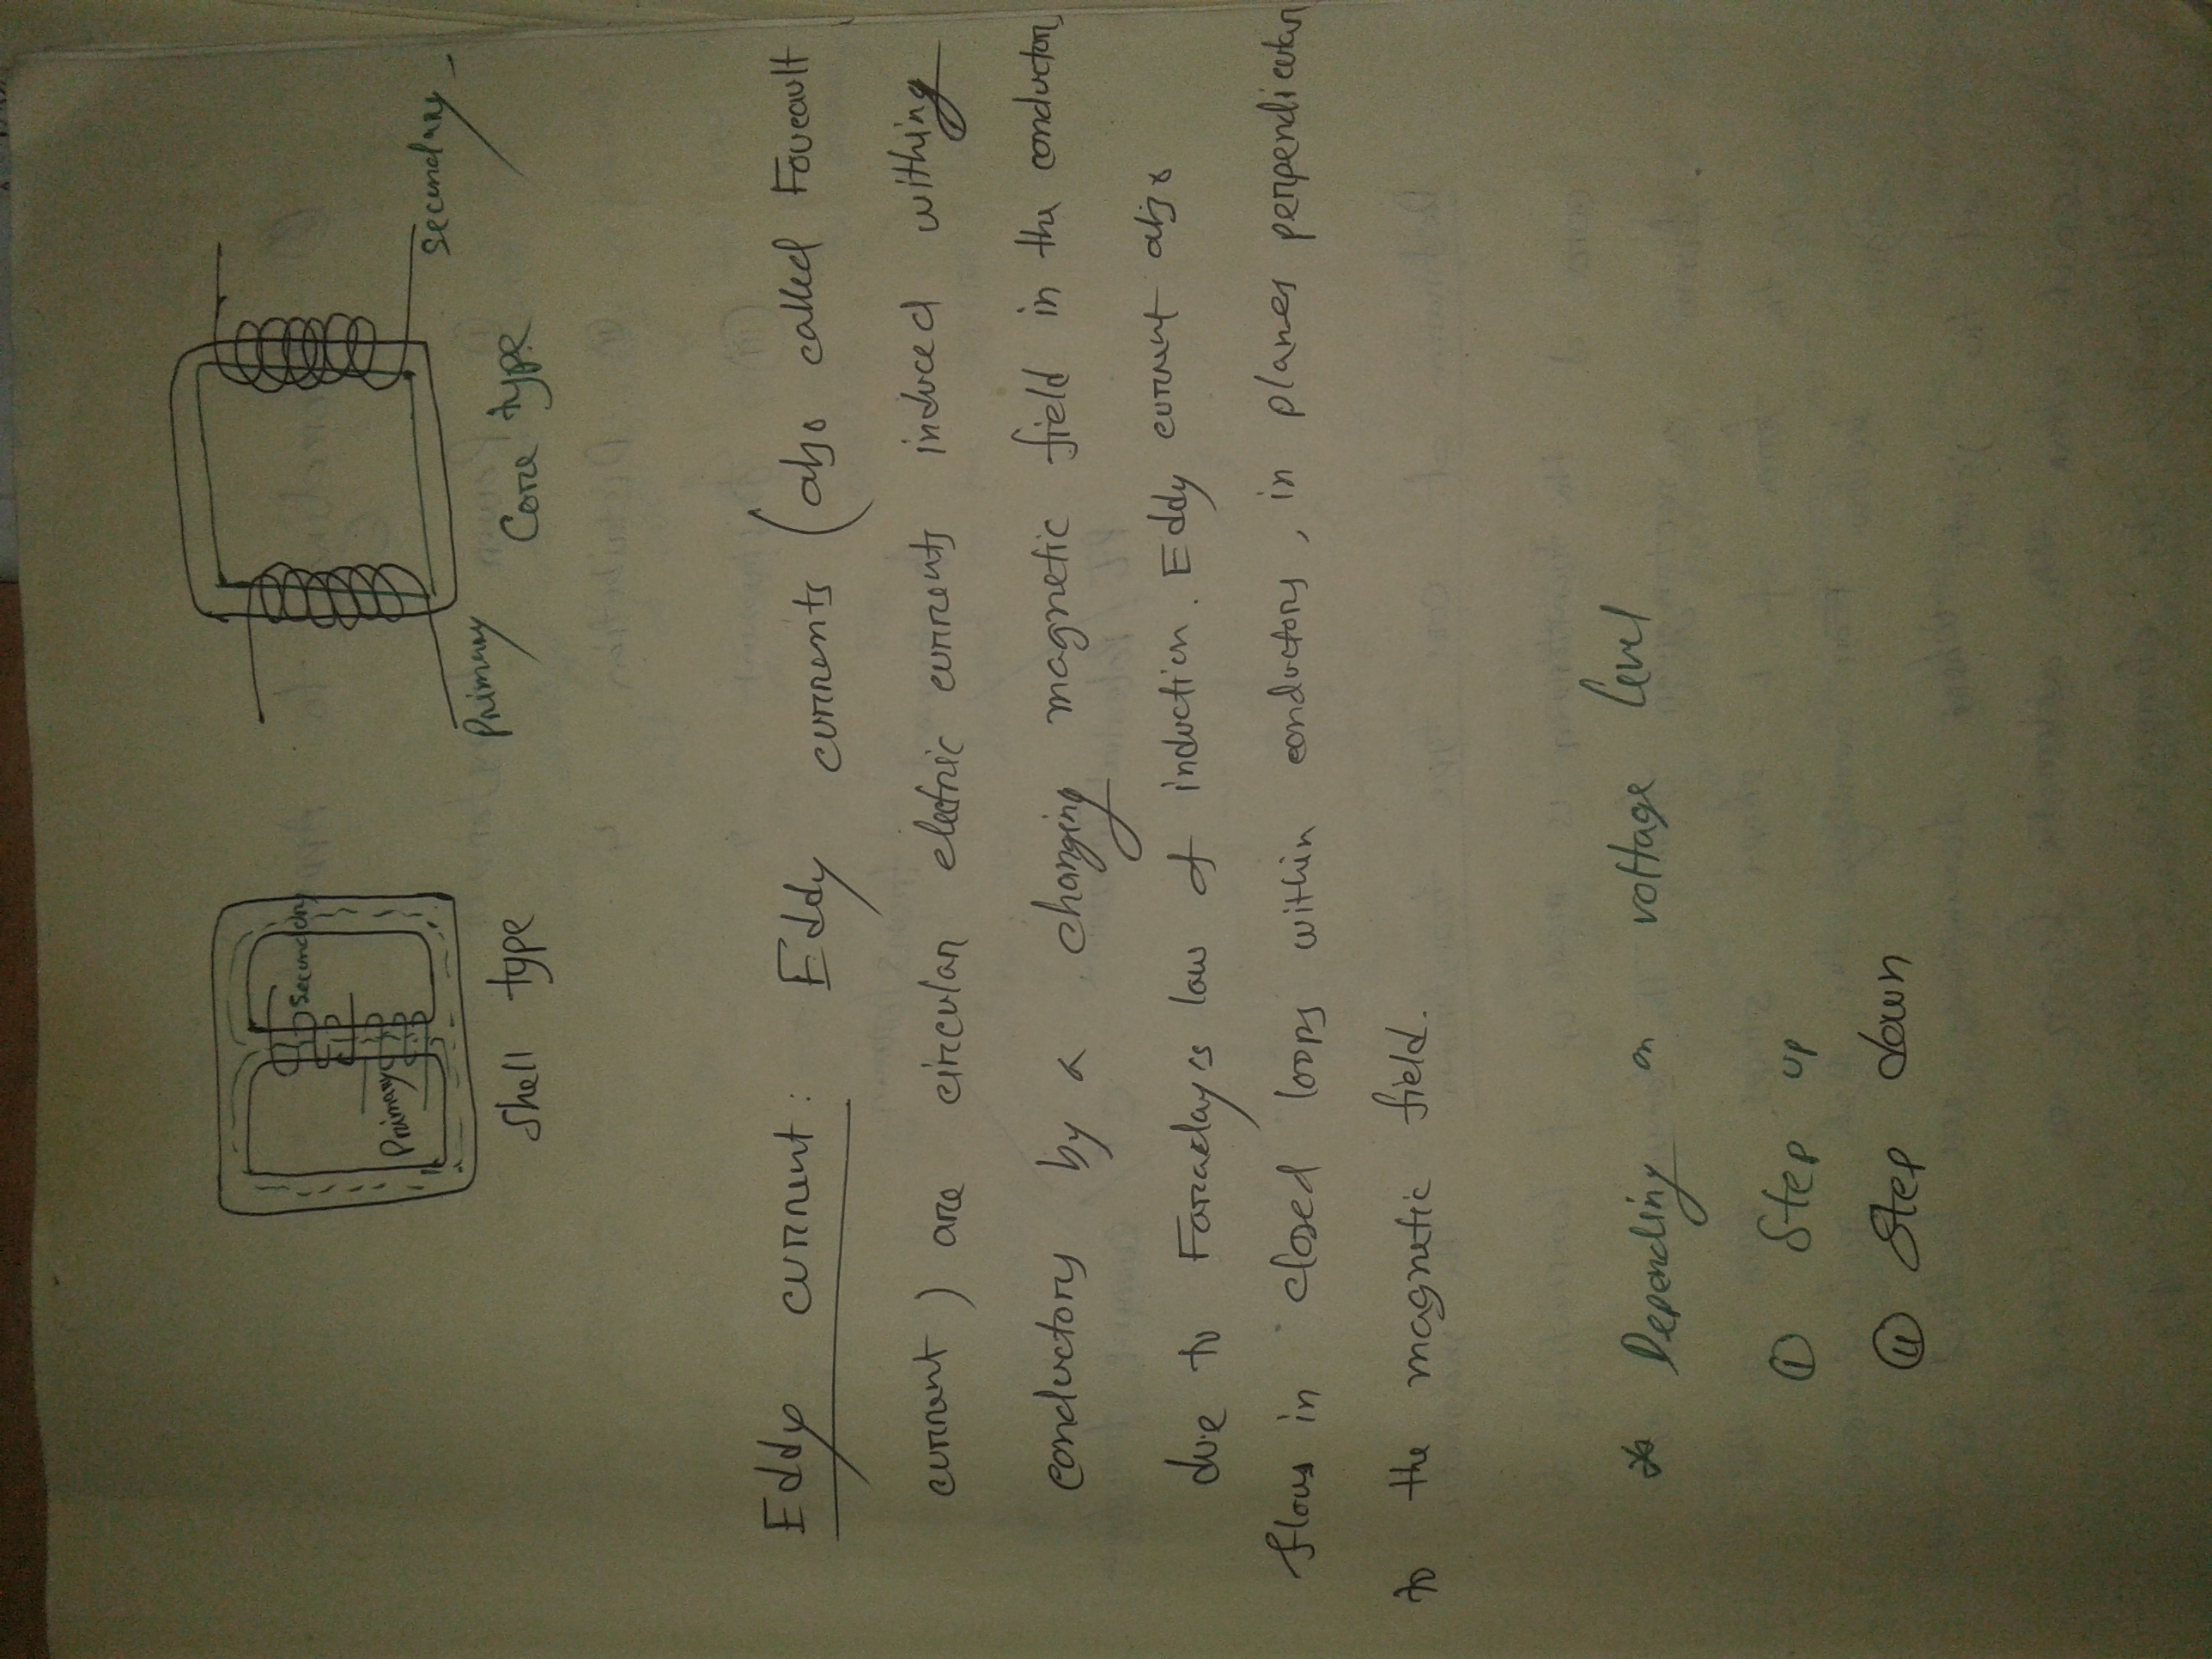 Secondary
Primary
Shell type
Primary
Secondary
Core type
Eddy current: Eddy currents (also called Foucault
current) are circular electric currents induced withing
conductory by a changing magnetic field in the conductor,
due to Faraday's law of induction. Eddy current also
flows in closed loops within conductors, in planes perpendicular
to the magnetic field.
* Depending on voltage level
(i) Step up
(ii) Step down